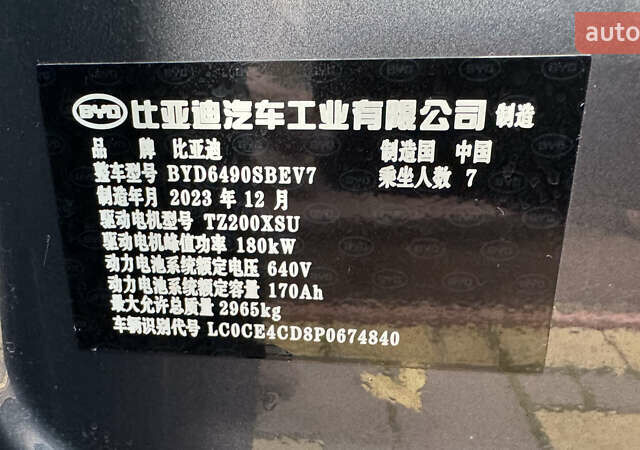 auto
BYD 比亚迪汽车工业有限公司 制造
品 牌 比亚迪 制造国 中国
整车型号 BYD6490SBEV7 乘坐人数 7
制造年月 2023 年 12 月
驱动电机型号 TZ200XSU
驱动电机峰值功率 180kW
动力电池系统额定电压 640V
动力电池系统额定容量 170Ah
最大允许总质量 2965kg
车辆识别代号 LC0CE4CD8P0674840